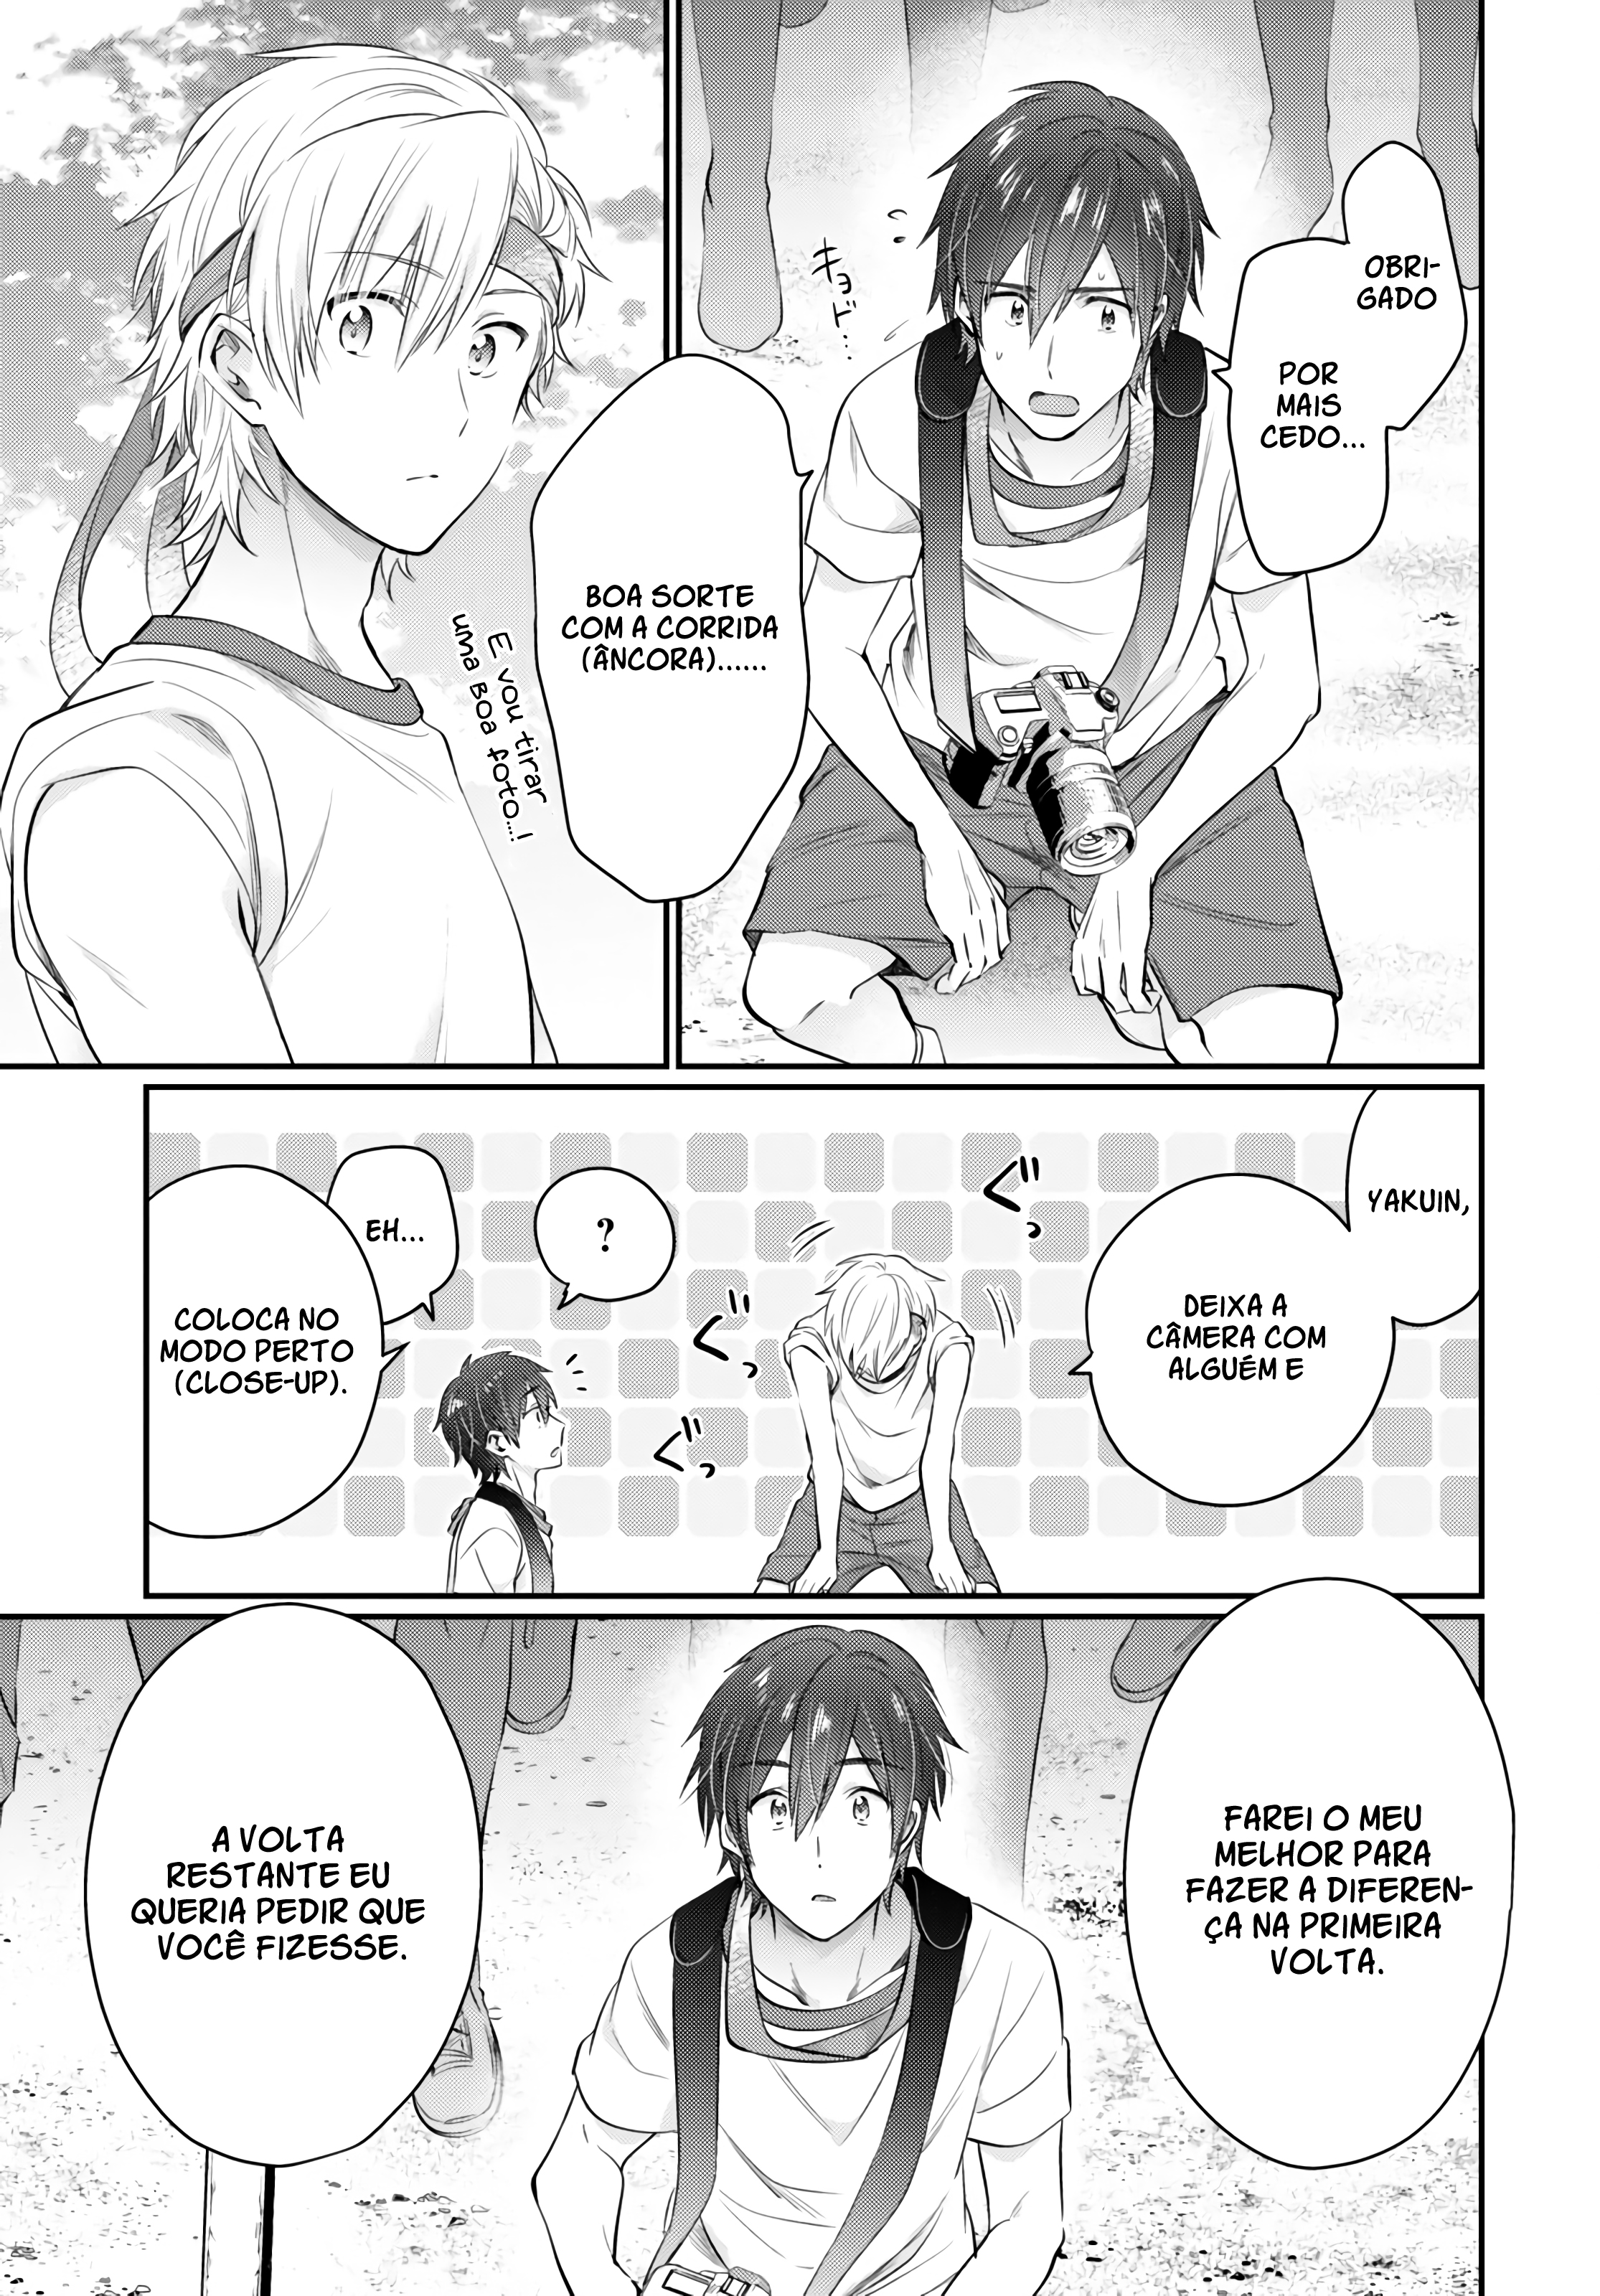 OBRI-
GADO
POR
MAIS
CEDO...
キョド...
BOA SORTE
COM A CORRIDA
(ÂNCORA)......
E vou tirar
uma boa foto...!
YAKUIN,
DEIXA A
CÂMERA COM
ALGUÉM E
ぐっ
ぐっ
ぐっ
?
EH...
COLOCA NO
MODO PERTO
(CLOSE-UP).
FAREI O MEU
MELHOR PARA
FAZER A DIFEREN-
ÇA NA PRIMEIRA
VOLTA.
A VOLTA
RESTANTE EU
QUERIA PEDIR QUE
VOCÊ FIZESSE.